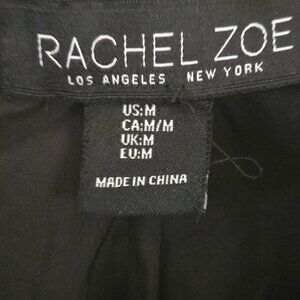 RACHEL ZOE
LOS ANGELES NEW YORK
US:M
CA:M/M
UK:M
EU:M
MADE IN CHINA